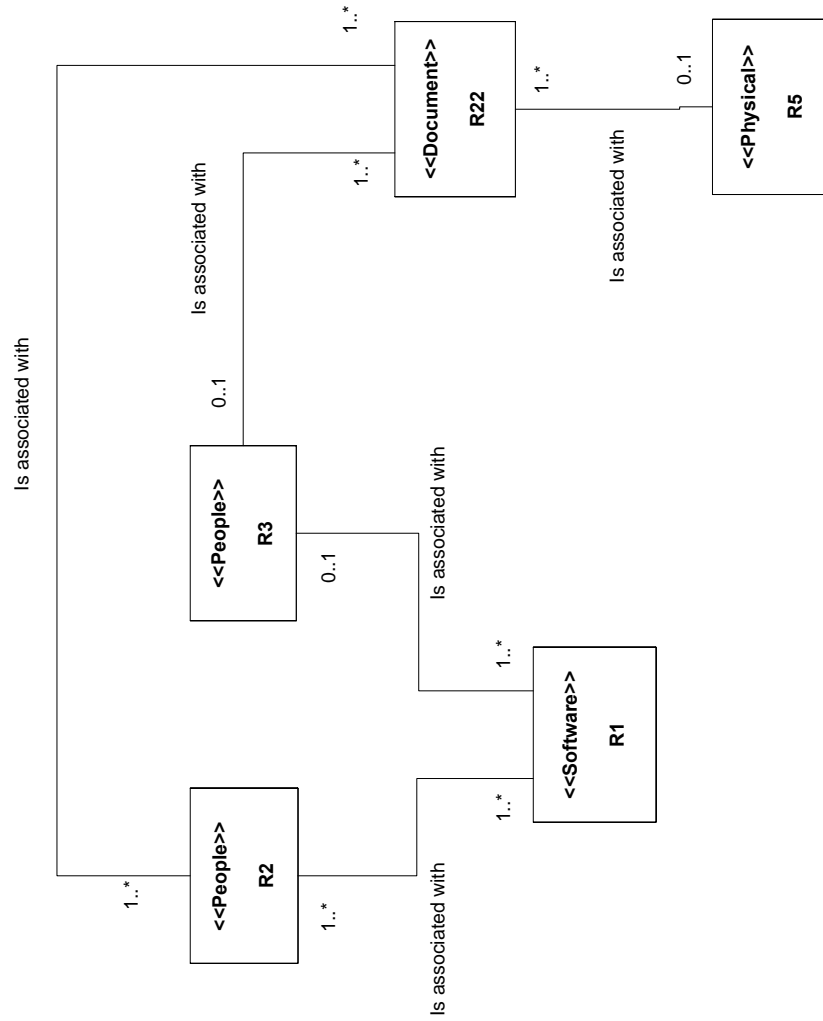 Is associated with
1..*
1..*
<<People>>
R2
1..*
Is associated with
1..*
<<Software>>
R1
1..*
Is associated with
0..1
<<People>>
R3
0..1
Is associated with
1..*
<<Document>>
R22
1..*
Is associated with
0..1
<<Physical>>
R5